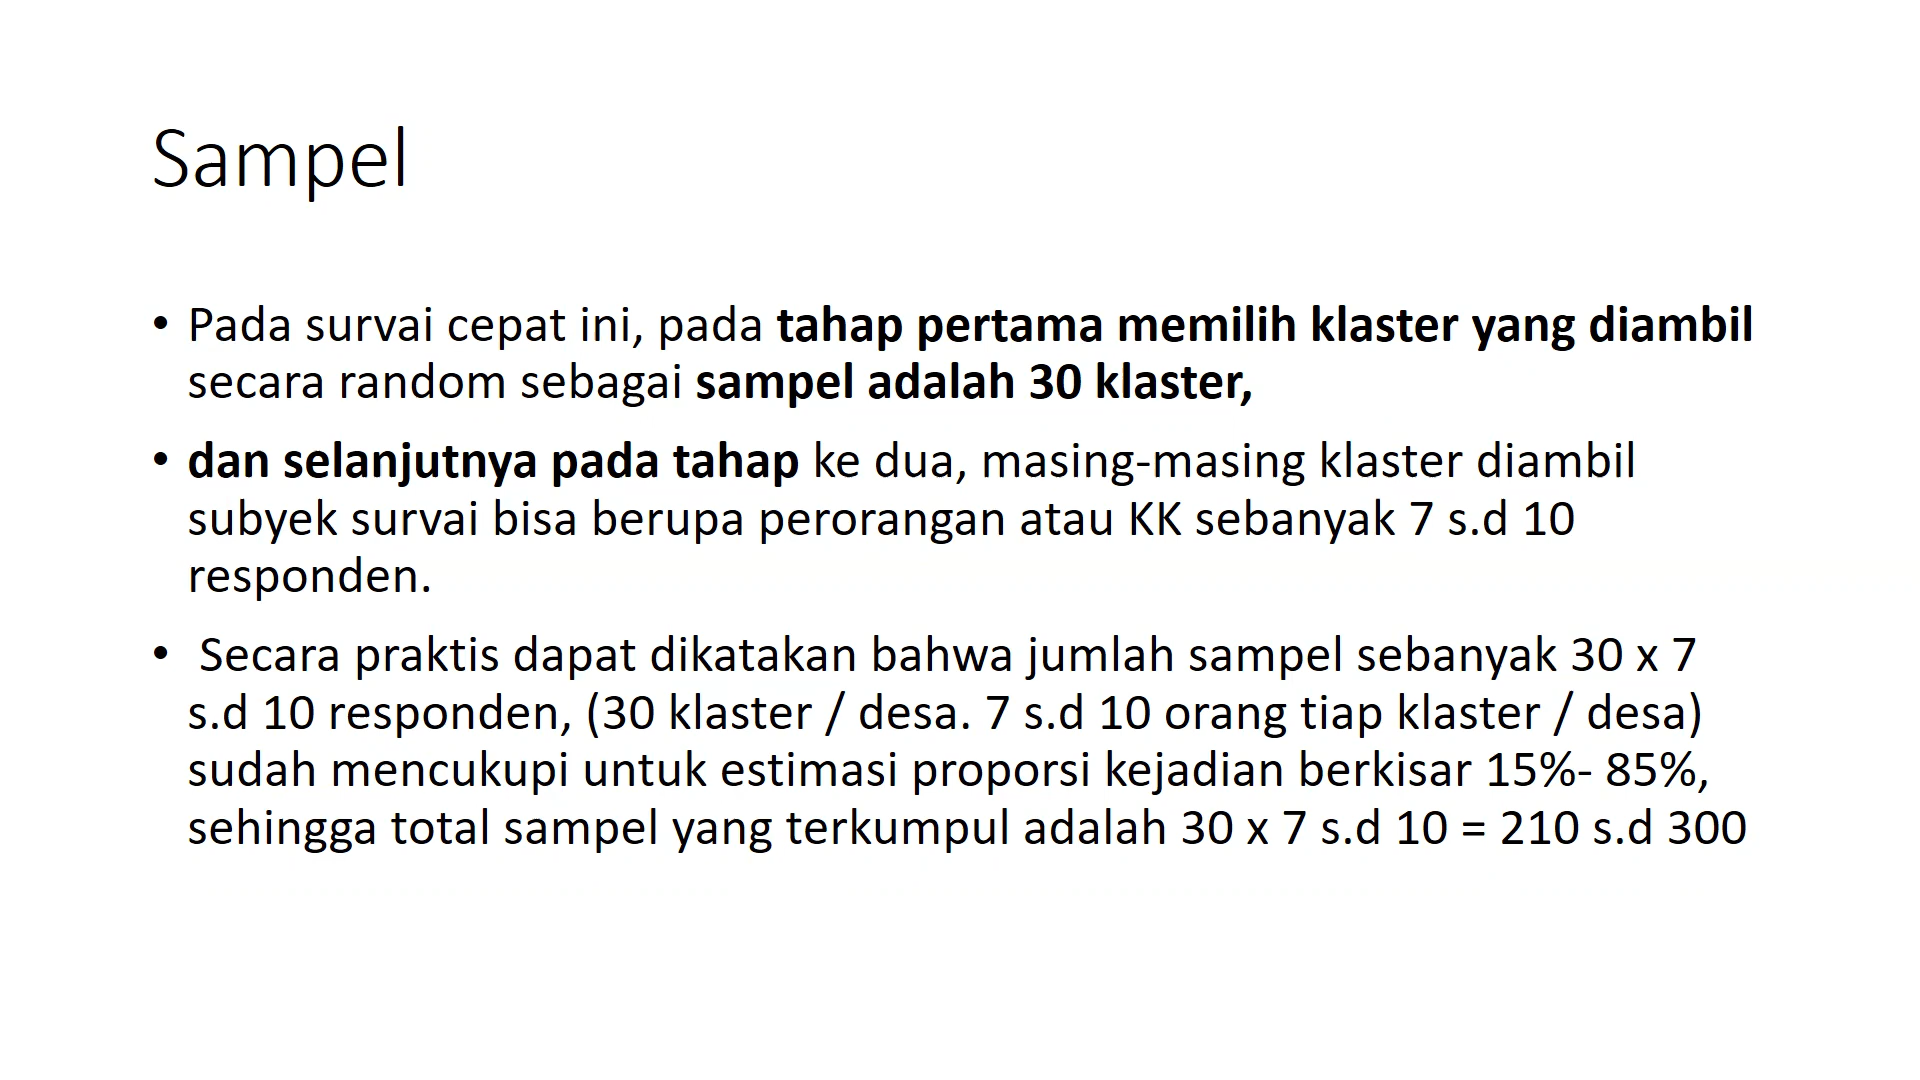 Sampel
• Pada survai cepat ini, pada tahap pertama memilih klaster yang diambil
secara random sebagai sampel adalah 30 klaster,
• dan selanjutnya pada tahap ke dua, masing-masing klaster diambil
subyek survai bisa berupa perorangan atau KK sebanyak 7 s.d 10
responden.
• Secara praktis dapat dikatakan bahwa jumlah sampel sebanyak 30 x 7
s.d 10 responden, (30 klaster / desa. 7 s.d 10 orang tiap klaster / desa)
sudah mencukupi untuk estimasi proporsi kejadian berkisar 15%- 85%,
sehingga total sampel yang terkumpul adalah 30 x 7 s.d 10 = 210 s.d 300